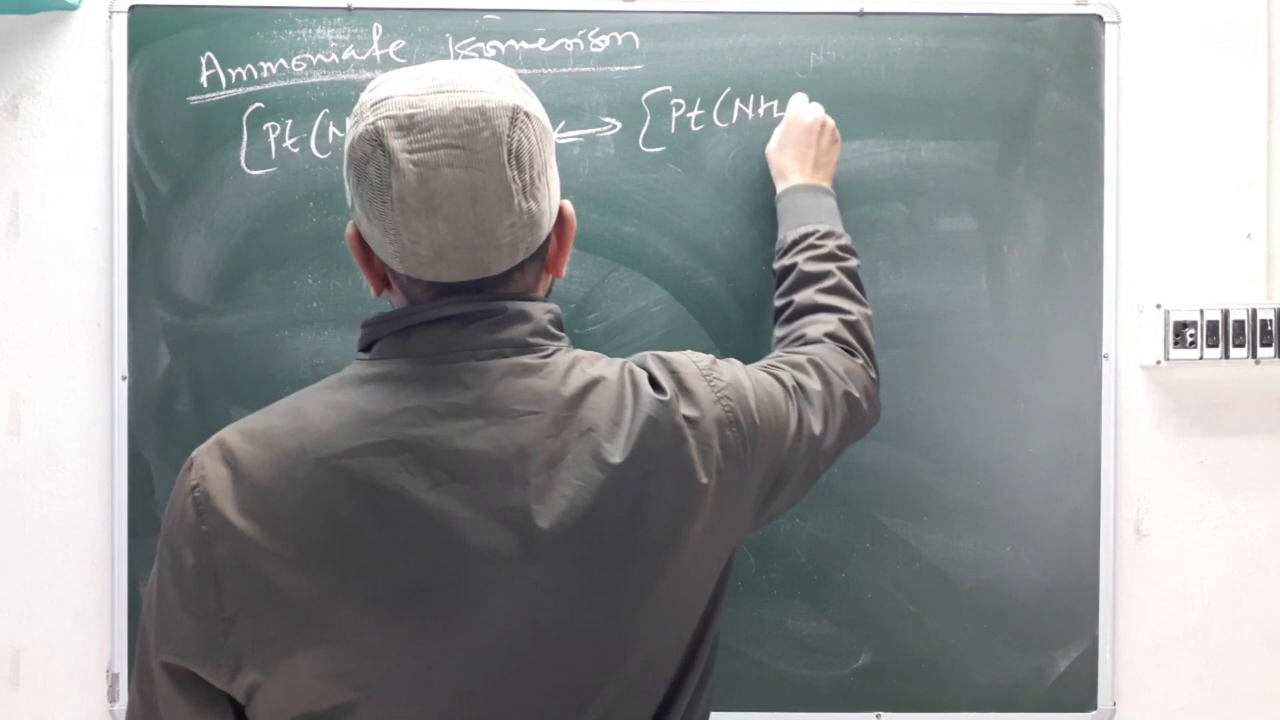 Ammoniate isomerism
[Pt(N ↔ [Pt(NH